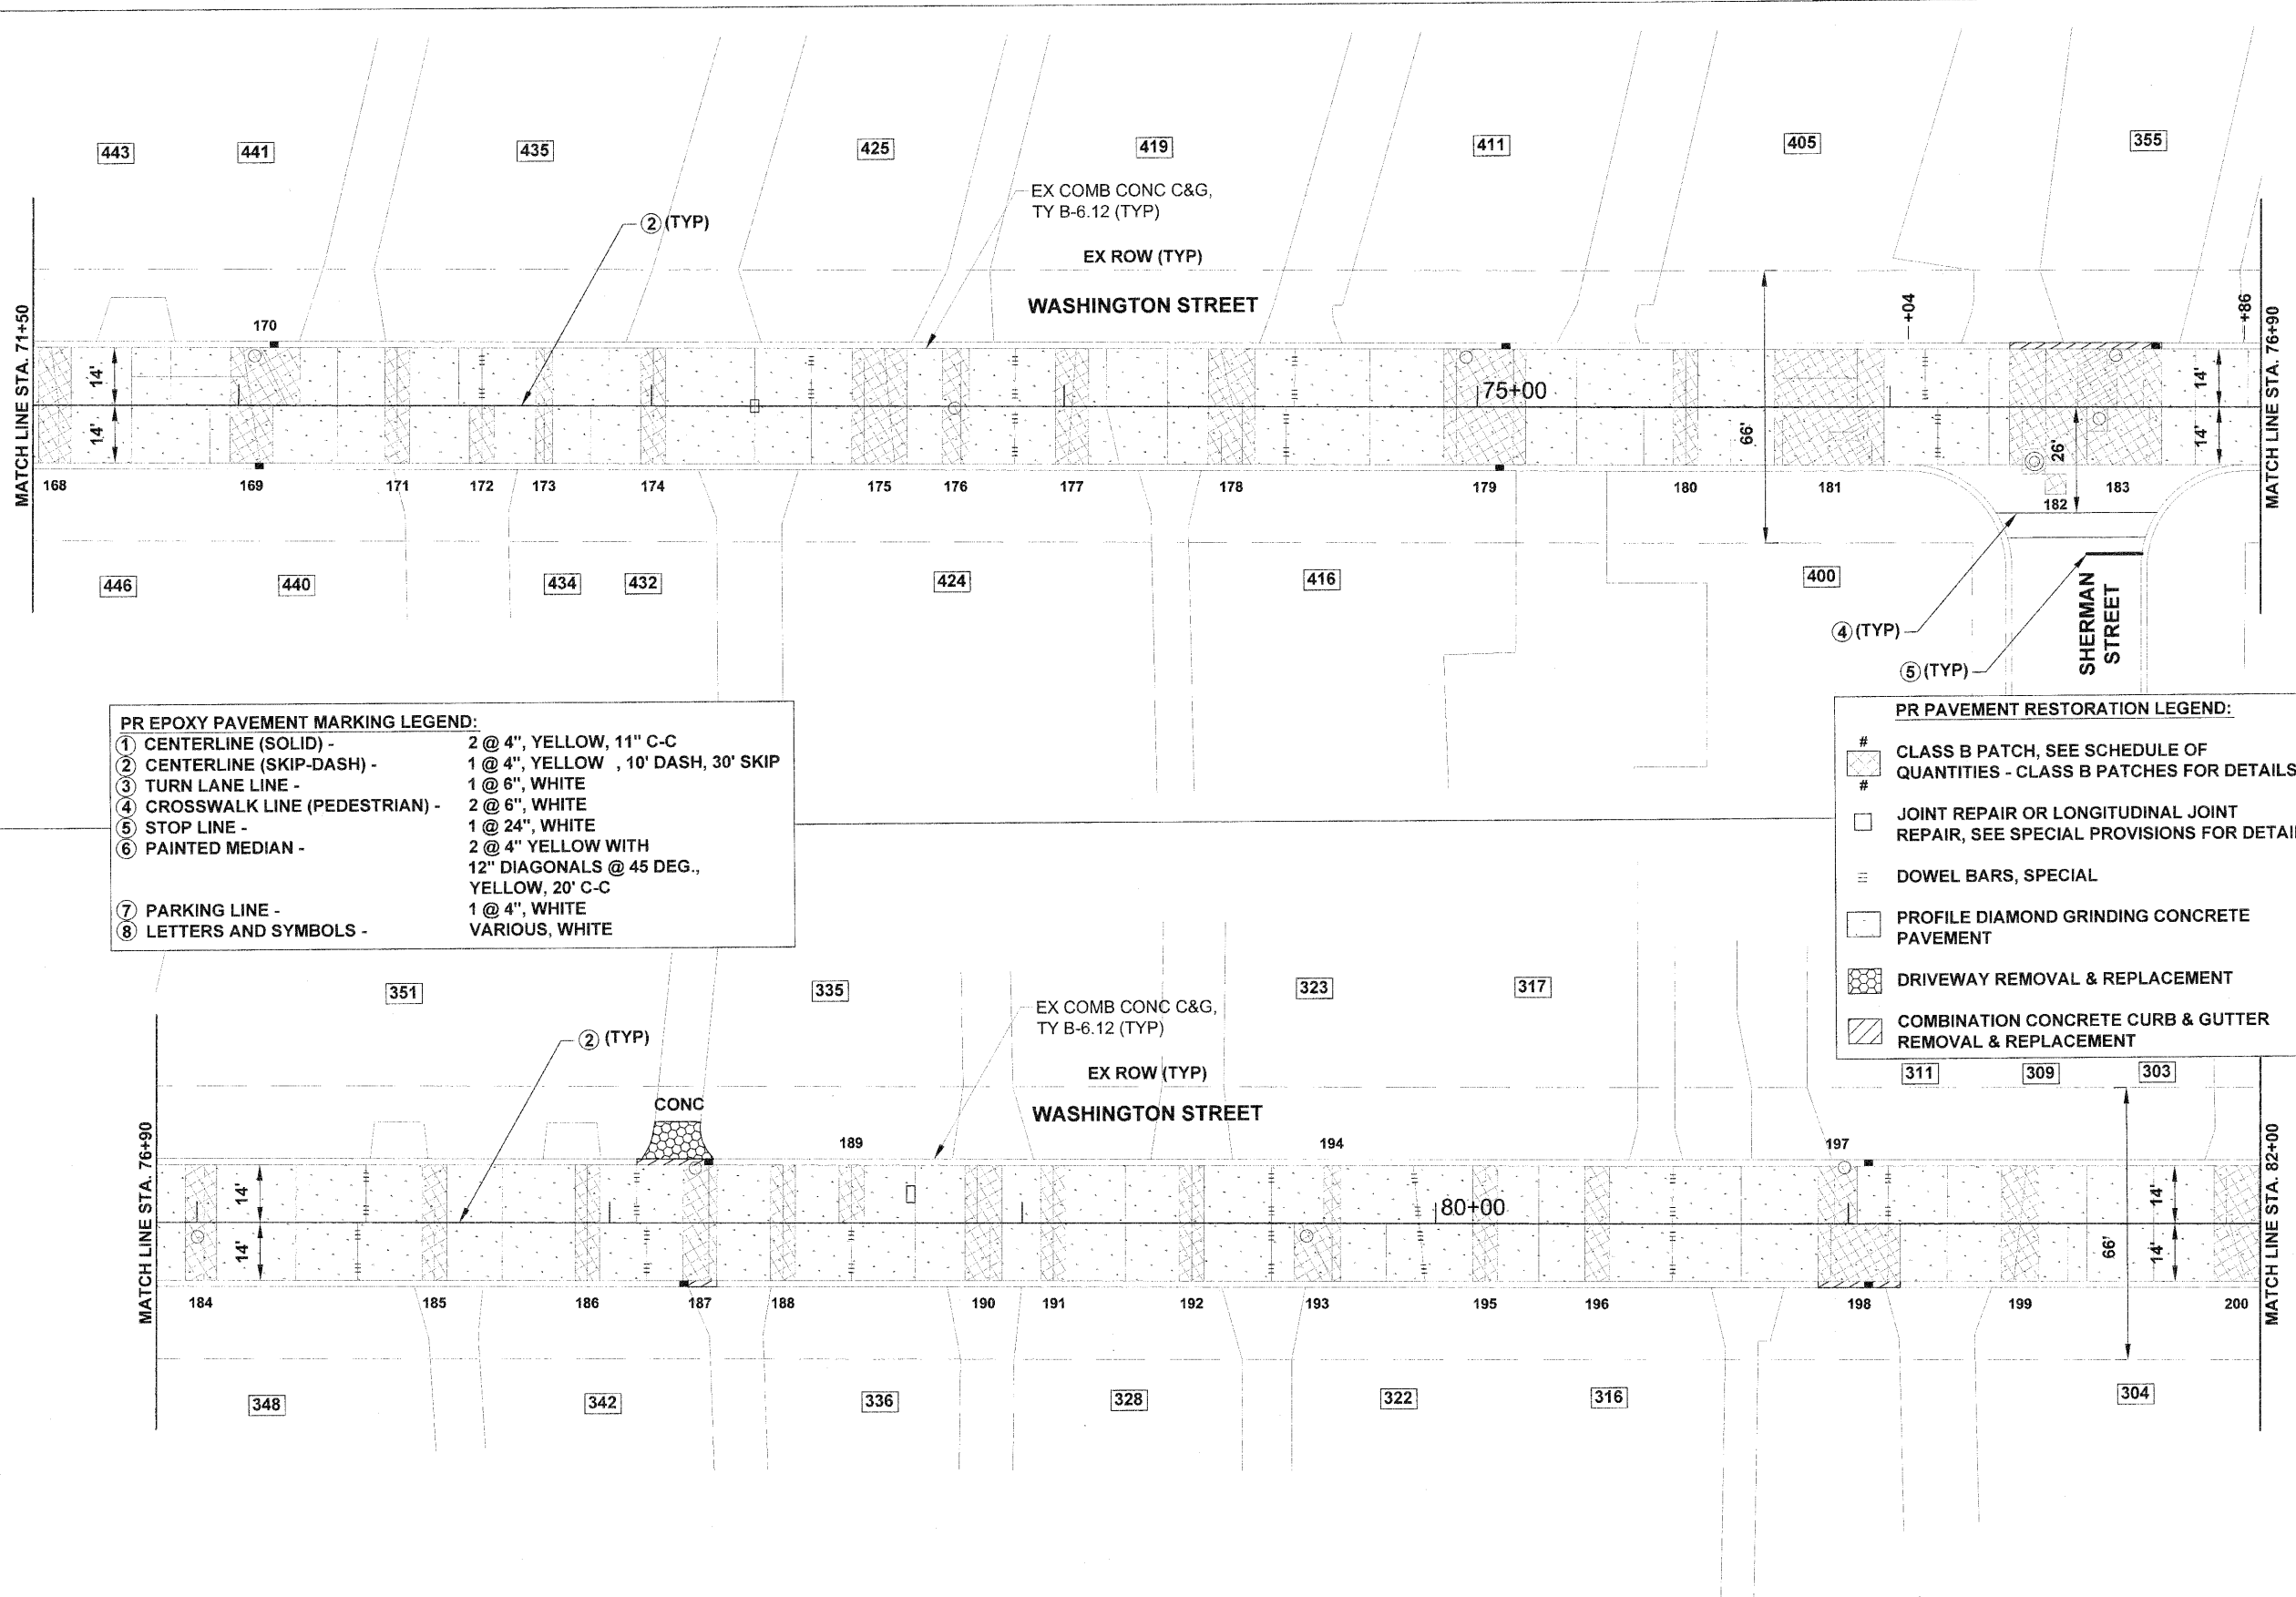 443
441
435
425
419
411
405
355
EX COMB CONC C&G,
TY B-6.12 (TYP)
② (TYP)
EX ROW (TYP)
WASHINGTON STREET
+04
+86
MATCH LINE STA. 71+50
MATCH LINE STA. 76+90
170
14'
14'
75+00
66'
26'
14'
14'
168
169
171
172
173
174
175
176
177
178
179
180
181
182
183
446
440
434
432
424
416
400
④ (TYP)
⑤ (TYP)
SHERMAN
STREET
PR EPOXY PAVEMENT MARKING LEGEND:
① CENTERLINE (SOLID) - 2 @ 4", YELLOW, 11" C-C
② CENTERLINE (SKIP-DASH) - 1 @ 4", YELLOW , 10' DASH, 30' SKIP
③ TURN LANE LINE - 1 @ 6", WHITE
④ CROSSWALK LINE (PEDESTRIAN) - 2 @ 6", WHITE
⑤ STOP LINE - 1 @ 24", WHITE
⑥ PAINTED MEDIAN - 2 @ 4" YELLOW WITH
12" DIAGONALS @ 45 DEG.,
YELLOW, 20' C-C
⑦ PARKING LINE - 1 @ 4", WHITE
⑧ LETTERS AND SYMBOLS - VARIOUS, WHITE
PR PAVEMENT RESTORATION LEGEND:
#
CLASS B PATCH, SEE SCHEDULE OF
QUANTITIES - CLASS B PATCHES FOR DETAILS
#
JOINT REPAIR OR LONGITUDINAL JOINT
REPAIR, SEE SPECIAL PROVISIONS FOR DETAI
DOWEL BARS, SPECIAL
PROFILE DIAMOND GRINDING CONCRETE
PAVEMENT
DRIVEWAY REMOVAL & REPLACEMENT
COMBINATION CONCRETE CURB & GUTTER
REMOVAL & REPLACEMENT
351
335
323
317
311
309
303
EX COMB CONC C&G,
TY B-6.12 (TYP)
② (TYP)
EX ROW (TYP)
CONC
WASHINGTON STREET
MATCH LINE STA. 76+90
MATCH LINE STA. 82+00
189
194
197
14'
14'
80+00
66'
14'
14'
184
185
186
187
188
190
191
192
193
195
196
198
199
200
348
342
336
328
322
316
304